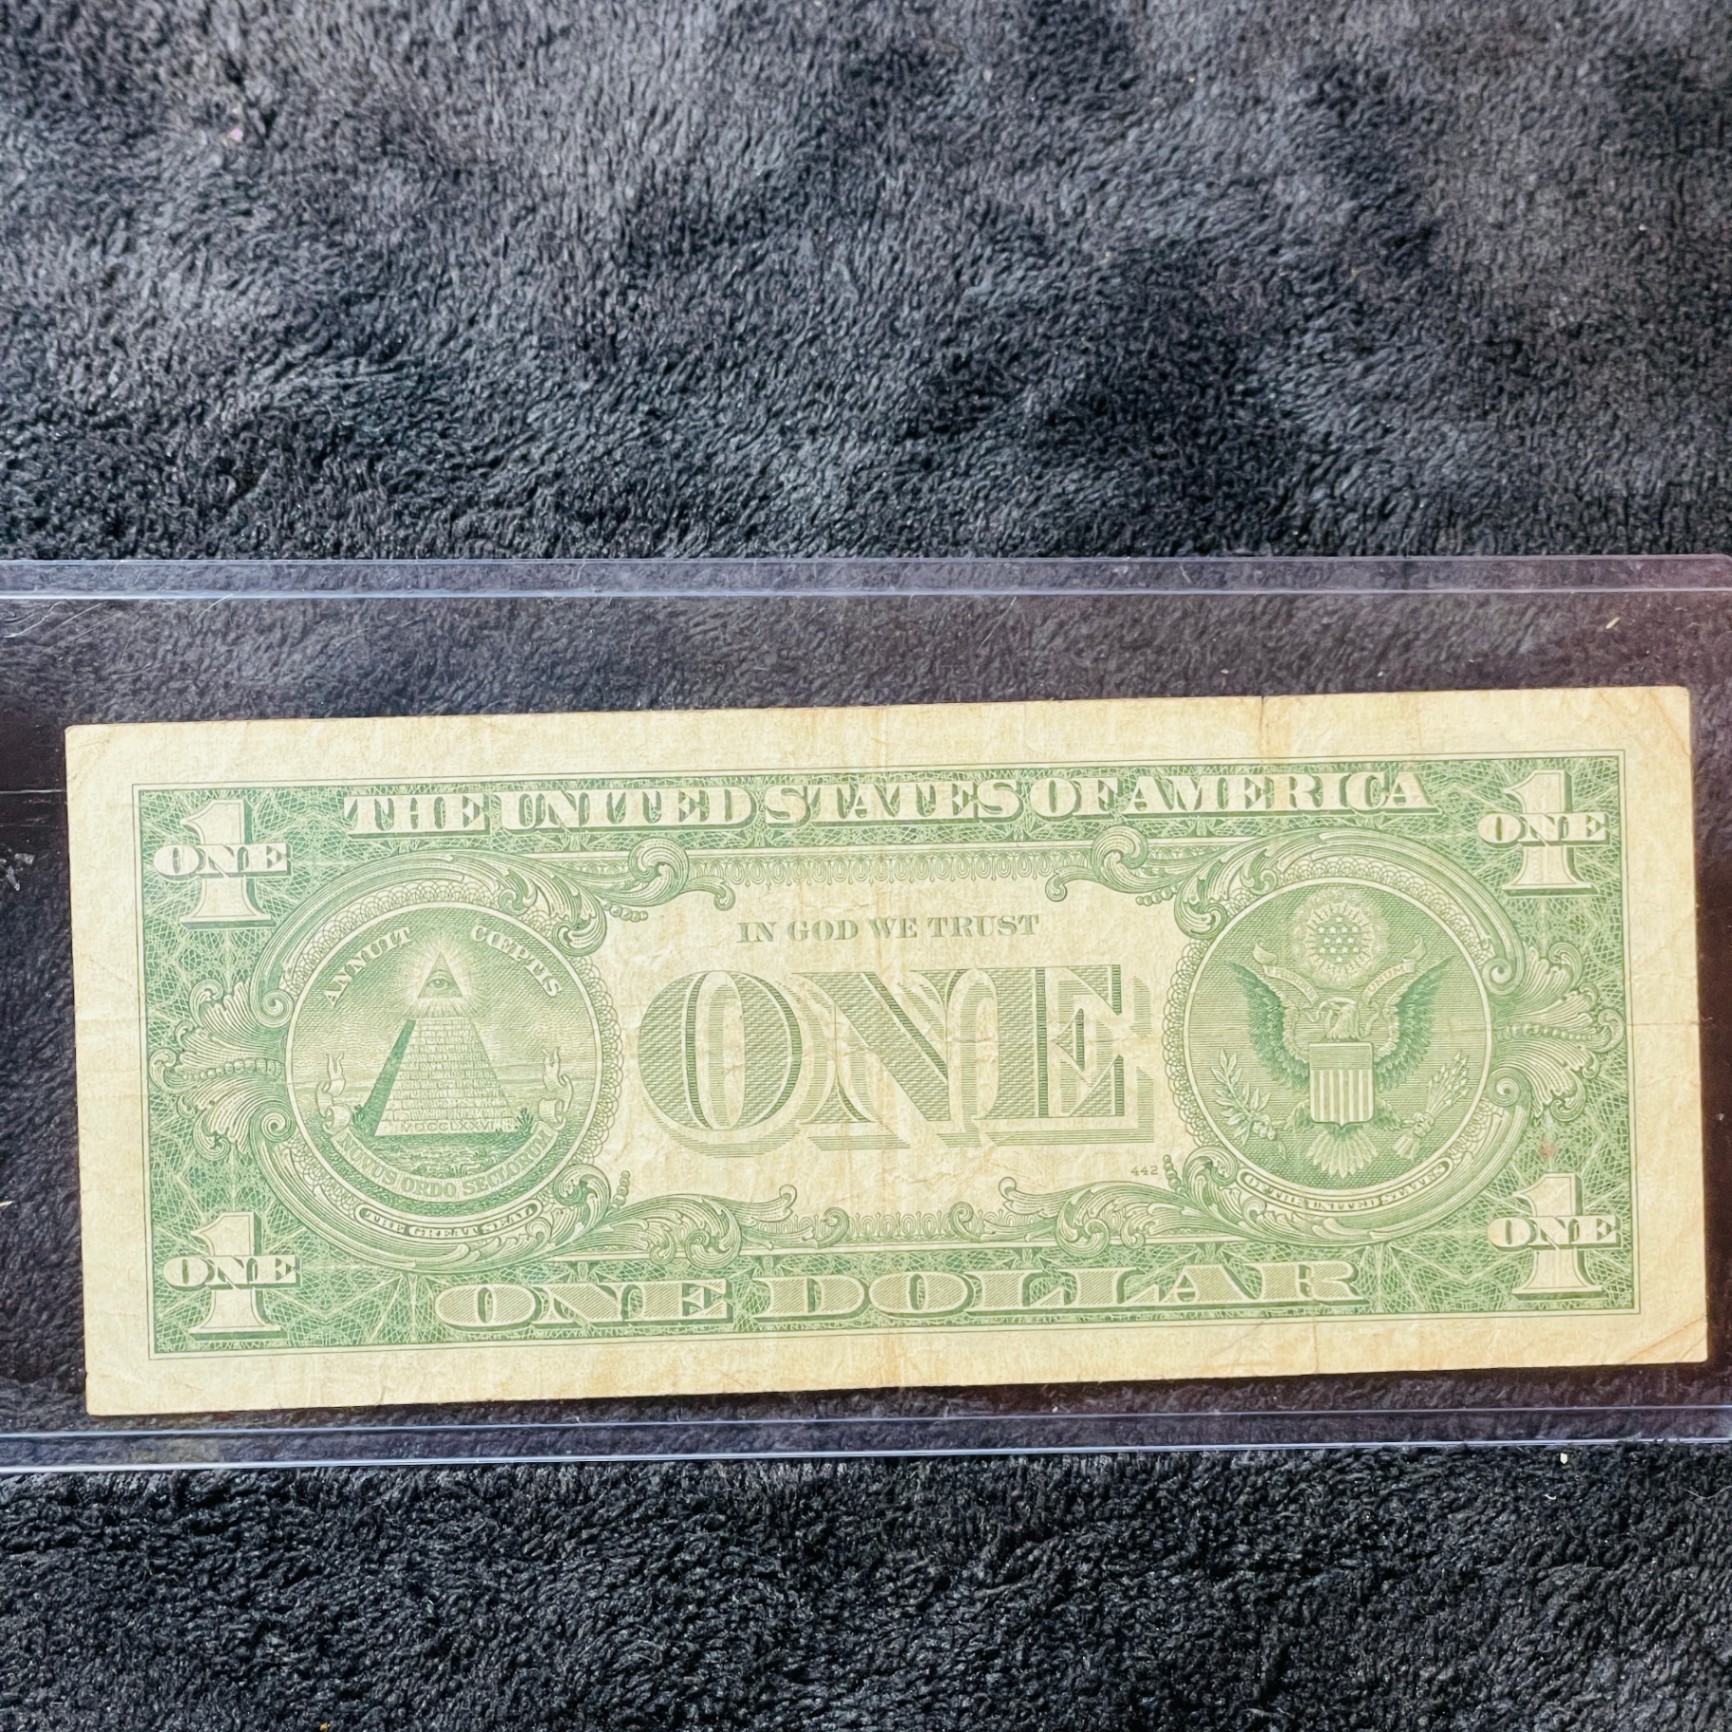 THE UNITED STATES OF AMERICA
1
ONE
1
ONE
IN GOD WE TRUST
ANNUIT CŒPTIS
ONE
MDCCLXXVI
442
NOVUS ORDO SECLORUM
THE GREAT SEAL
OF THE UNITED STATES
1
ONE
1
ONE
ONE DOLLAR